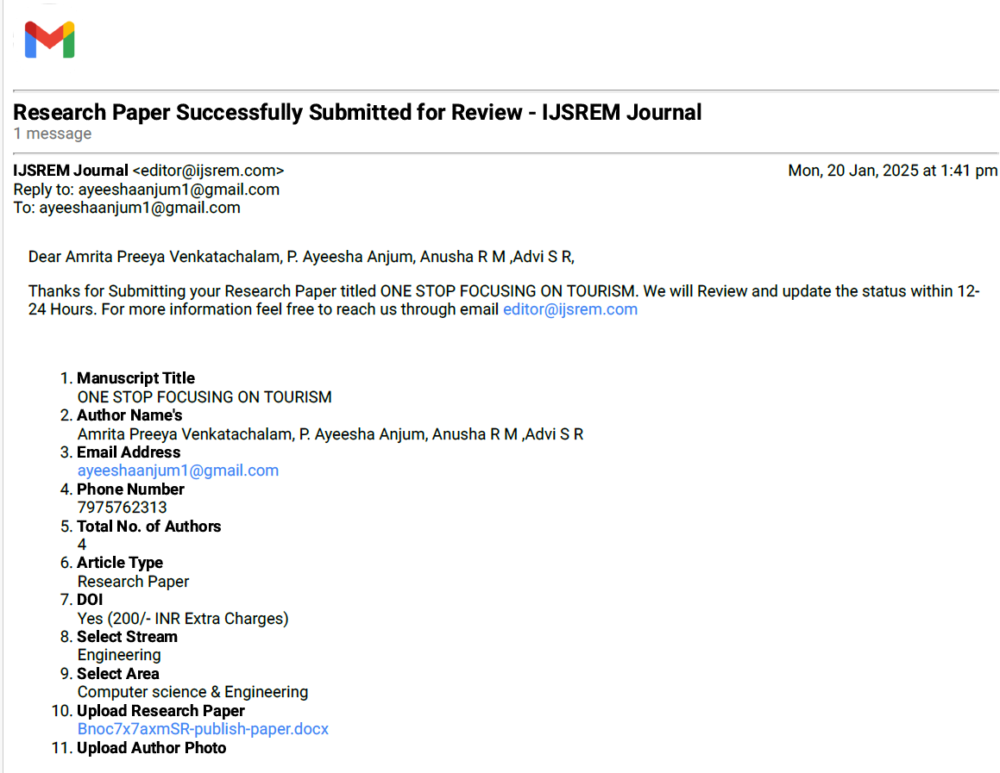 Research Paper Successfully Submitted for Review - IJSREM Journal
1 message
IJSREM Journal <editor@ijsrem.com> Mon, 20 Jan, 2025 at 1:41 pm
Reply to: ayeeshaanjum1@gmail.com
To: ayeeshaanjum1@gmail.com
Dear Amrita Preeya Venkatachalam, P. Ayeesha Anjum, Anusha R M ,Advi S R,
Thanks for Submitting your Research Paper titled ONE STOP FOCUSING ON TOURISM. We will Review and update the status within 12-
24 Hours. For more information feel free to reach us through email editor@ijsrem.com
1. Manuscript Title
ONE STOP FOCUSING ON TOURISM
2. Author Name's
Amrita Preeya Venkatachalam, P. Ayeesha Anjum, Anusha R M ,Advi S R
3. Email Address
ayeeshaanjum1@gmail.com
4. Phone Number
7975762313
5. Total No. of Authors
4
6. Article Type
Research Paper
7. DOI
Yes (200/- INR Extra Charges)
8. Select Stream
Engineering
9. Select Area
Computer science & Engineering
10. Upload Research Paper
Bnoc7x7axmSR-publish-paper.docx
11. Upload Author Photo